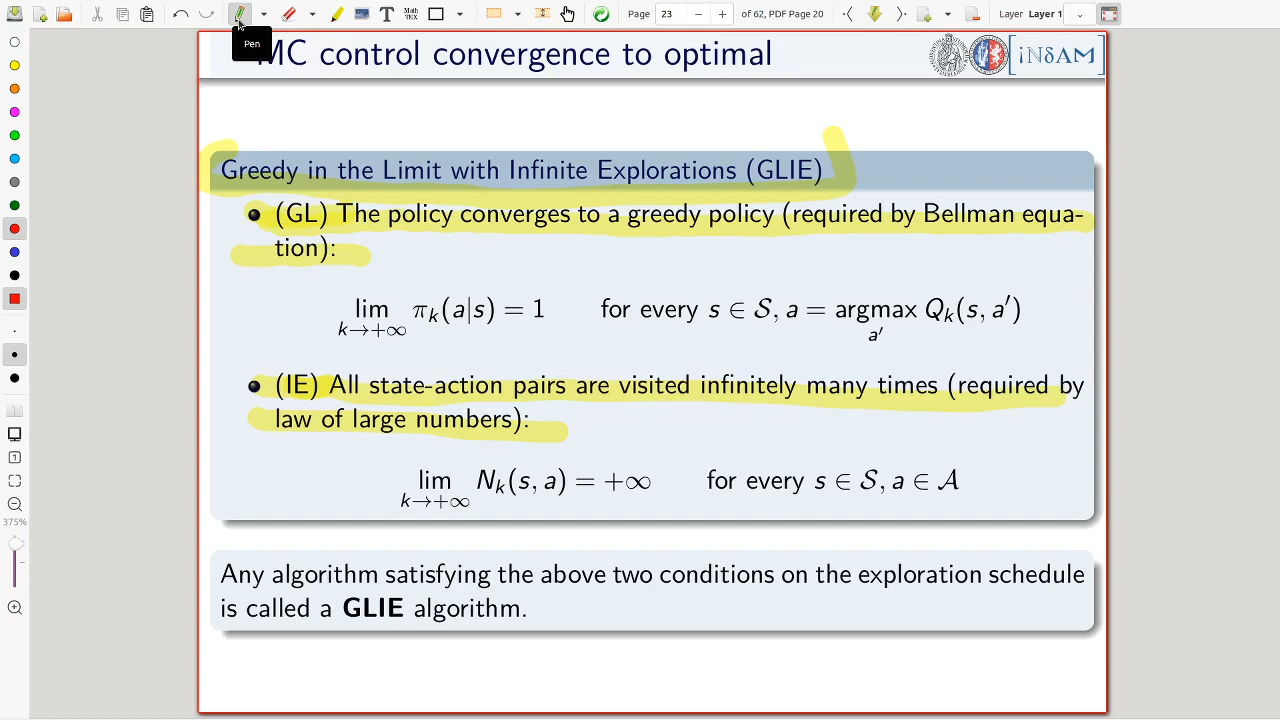 Page 23 of 62 PDF Page 20 Layer Layer 1
Pen
MC control convergence to optimal
iNδAM
Greedy in the Limit with Infinite Explorations (GLIE)
(GL) The policy converges to a greedy policy (required by Bellman equa-
tion):
lim k→+∞ πₖ(a|s) = 1 for every s ∈ 𝒮, a = argmax a′ Qₖ(s, a′)
(IE) All state-action pairs are visited infinitely many times (required by
law of large numbers):
lim k→+∞ Nₖ(s, a) = +∞ for every s ∈ 𝒮, a ∈ 𝒜
Any algorithm satisfying the above two conditions on the exploration schedule
is called a GLIE algorithm.
375%